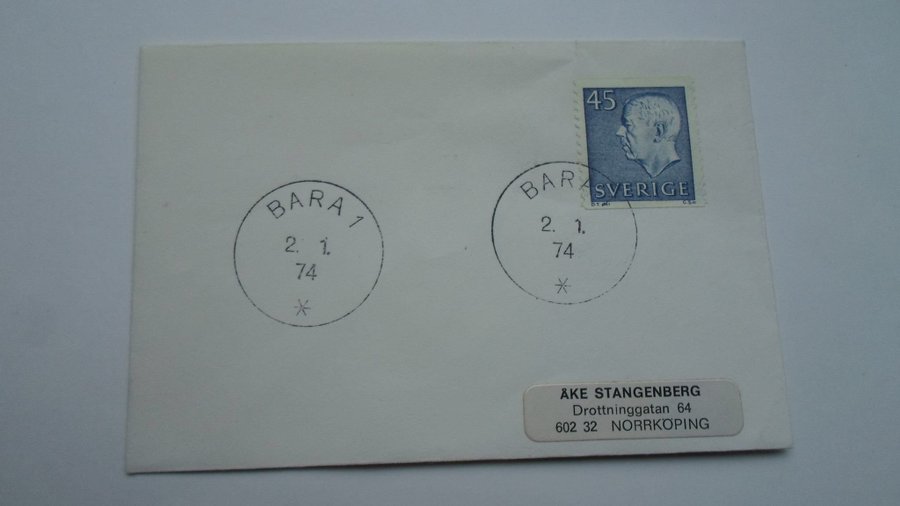 45
SVERIGE
BARA 1
2. 1.
74
BARA
2. 1.
74
ÅKE STANGENBERG
Drottninggatan 64
602 32 NORRKÖPING